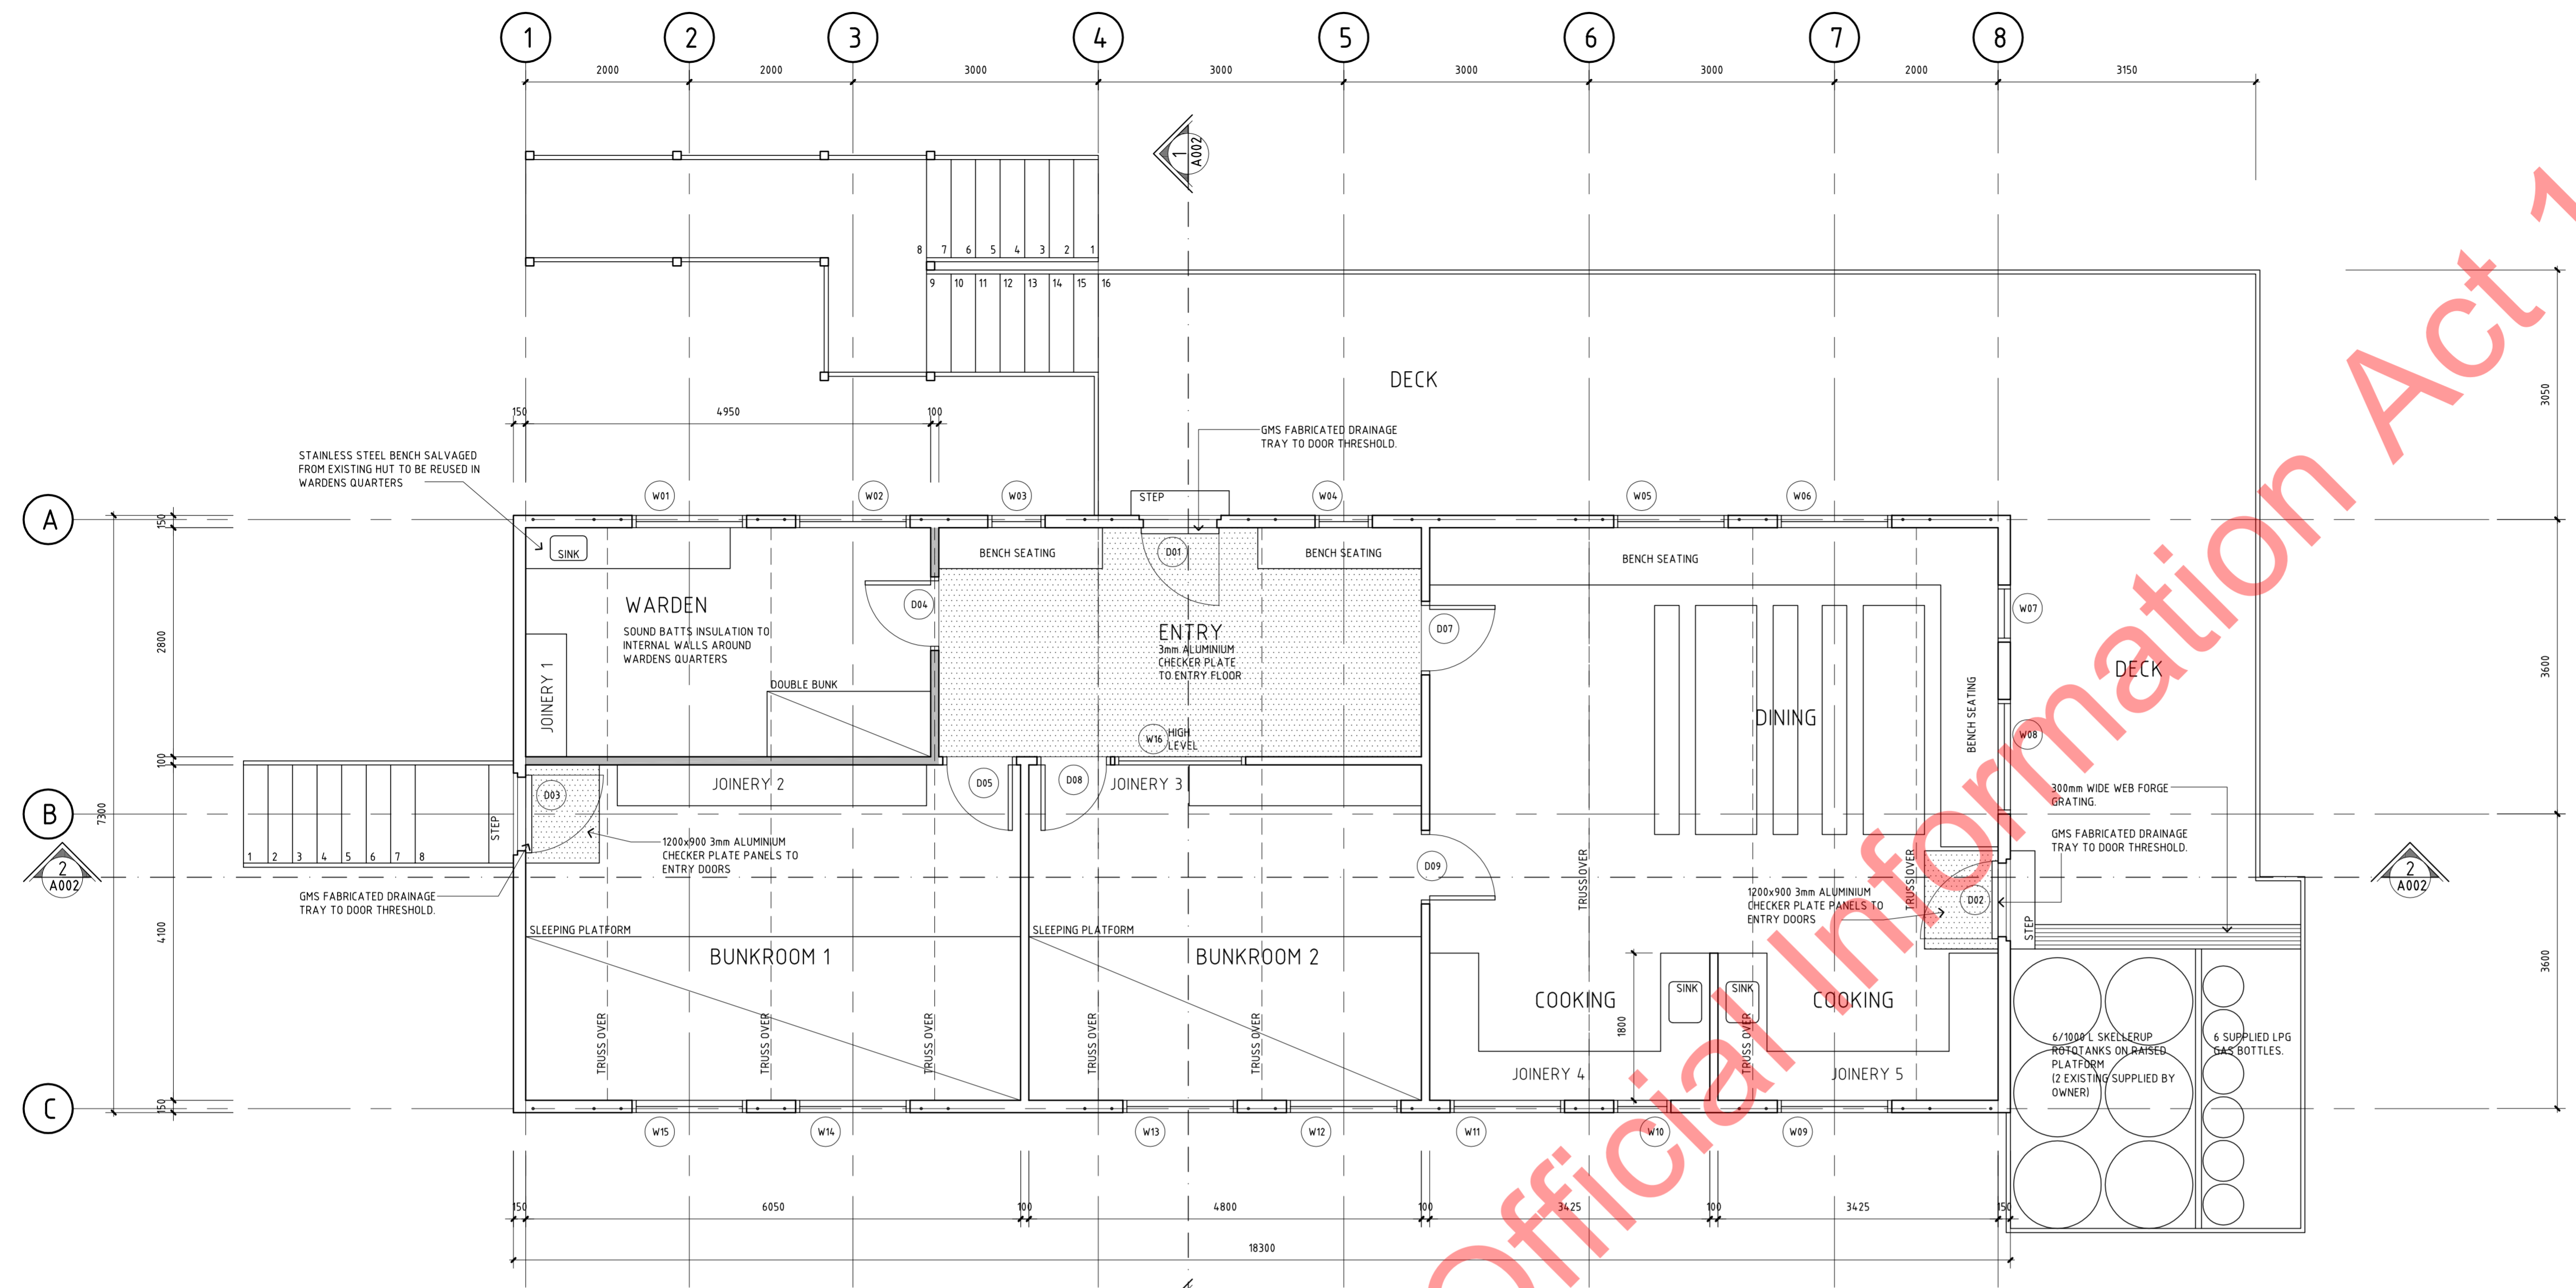 1 2 3 4 5 6 7 8
2000 2000 3000 3000 3000 3000 2000 3150
1
A002
8 7 6 5 4 3 2 1
9 10 11 12 13 14 15 16
DECK
3050
150 4950 100
GMS FABRICATED DRAINAGE
TRAY TO DOOR THRESHOLD.
STAINLESS STEEL BENCH SALVAGED
FROM EXISTING HUT TO BE REUSED IN
WARDENS QUARTERS
W01 W02 W03 STEP W04 W05 W06
A
150
SINK
BENCH SEATING
D01
BENCH SEATING
BENCH SEATING
WARDEN
SOUND BATTS INSULATION TO
INTERNAL WALLS AROUND
WARDENS QUARTERS
D04
ENTRY
3mm ALUMINIUM
CHECKER PLATE
TO ENTRY FLOOR
D07
W07
2800
JOINERY 1
DOUBLE BUNK
W16
HIGH
LEVEL
DINING
BENCH SEATING
W08
DECK
3600
100
7300
B
JOINERY 2
D05
D08
JOINERY 3
D03
STEP
1 2 3 4 5 6 7 8
300mm WIDE WEB FORGE
GRATING.
GMS FABRICATED DRAINAGE
TRAY TO DOOR THRESHOLD.
1200x900 3mm ALUMINIUM
CHECKER PLATE PANELS TO
ENTRY DOORS
2
A002
GMS FABRICATED DRAINAGE
TRAY TO DOOR THRESHOLD.
D09
TRUSS OVER
TRUSS OVER
1200x900 3mm ALUMINIUM
CHECKER PLATE PANELS TO
ENTRY DOORS
D02
STEP
2
A002
4100
SLEEPING PLATFORM
BUNKROOM 1
SLEEPING PLATFORM
BUNKROOM 2
3600
COOKING
SINK
SINK
COOKING
1800
TRUSS OVER
TRUSS OVER
TRUSS OVER
TRUSS OVER
TRUSS OVER
TRUSS OVER
JOINERY 4
JOINERY 5
6/1000 L SKELLERUP
ROTOTANKS ON RAISED
PLATFORM
(2 EXISTING SUPPLIED BY
OWNER)
6 SUPPLIED LPG
GAS BOTTLES.
C
150
W15 W14 W13 W12 W11 W10 W09
150 6050 100 4800 100 3425 100 3425 150
18300
Official Information Act 1